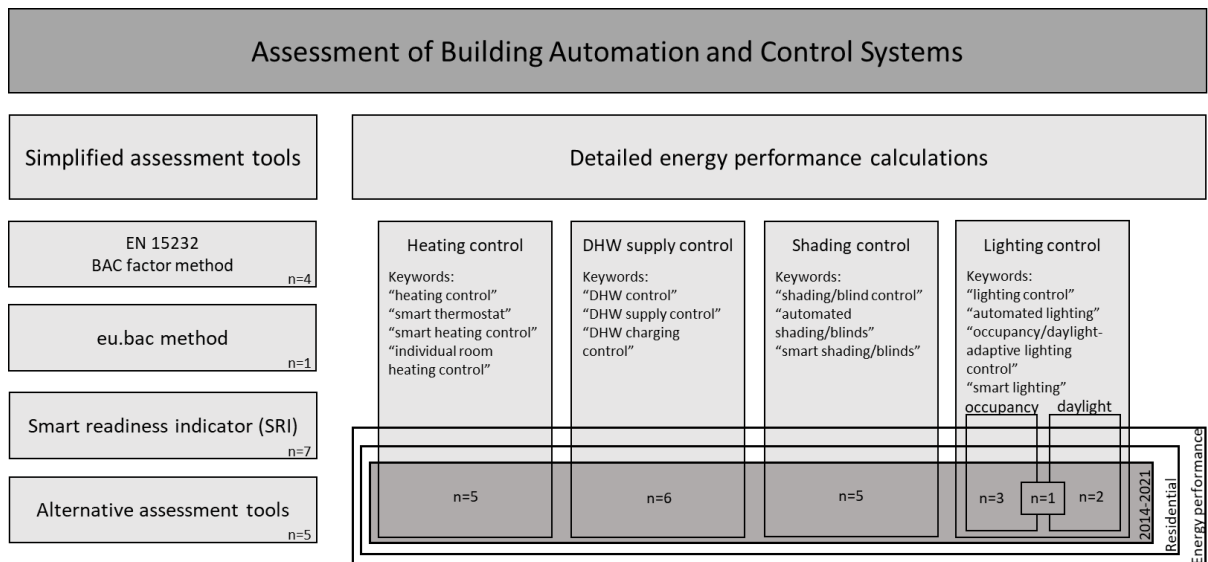 Assessment of Building Automation and Control Systems
Simplified assessment tools
EN 15232
BAC factor method
n=4
eu.bac method
n=1
Smart readiness indicator (SRI)
n=7
Alternative assessment tools
n=5
Detailed energy performance calculations
Heating control
Keywords:
“heating control”
“smart thermostat”
“smart heating control”
“individual room
heating control”
n=5
DHW supply control
Keywords:
“DHW control”
“DHW supply control”
“DHW charging
control”
n=6
Shading control
Keywords:
“shading/blind control”
“automated
shading/blinds”
“smart shading/blinds”
n=5
Lighting control
Keywords:
“lighting control”
“automated lighting”
“occupancy/daylight-
adaptive lighting
control”
“smart lighting”
occupancy
daylight
n=3
n=1
n=2
2014-2021
Residential
Energy performance